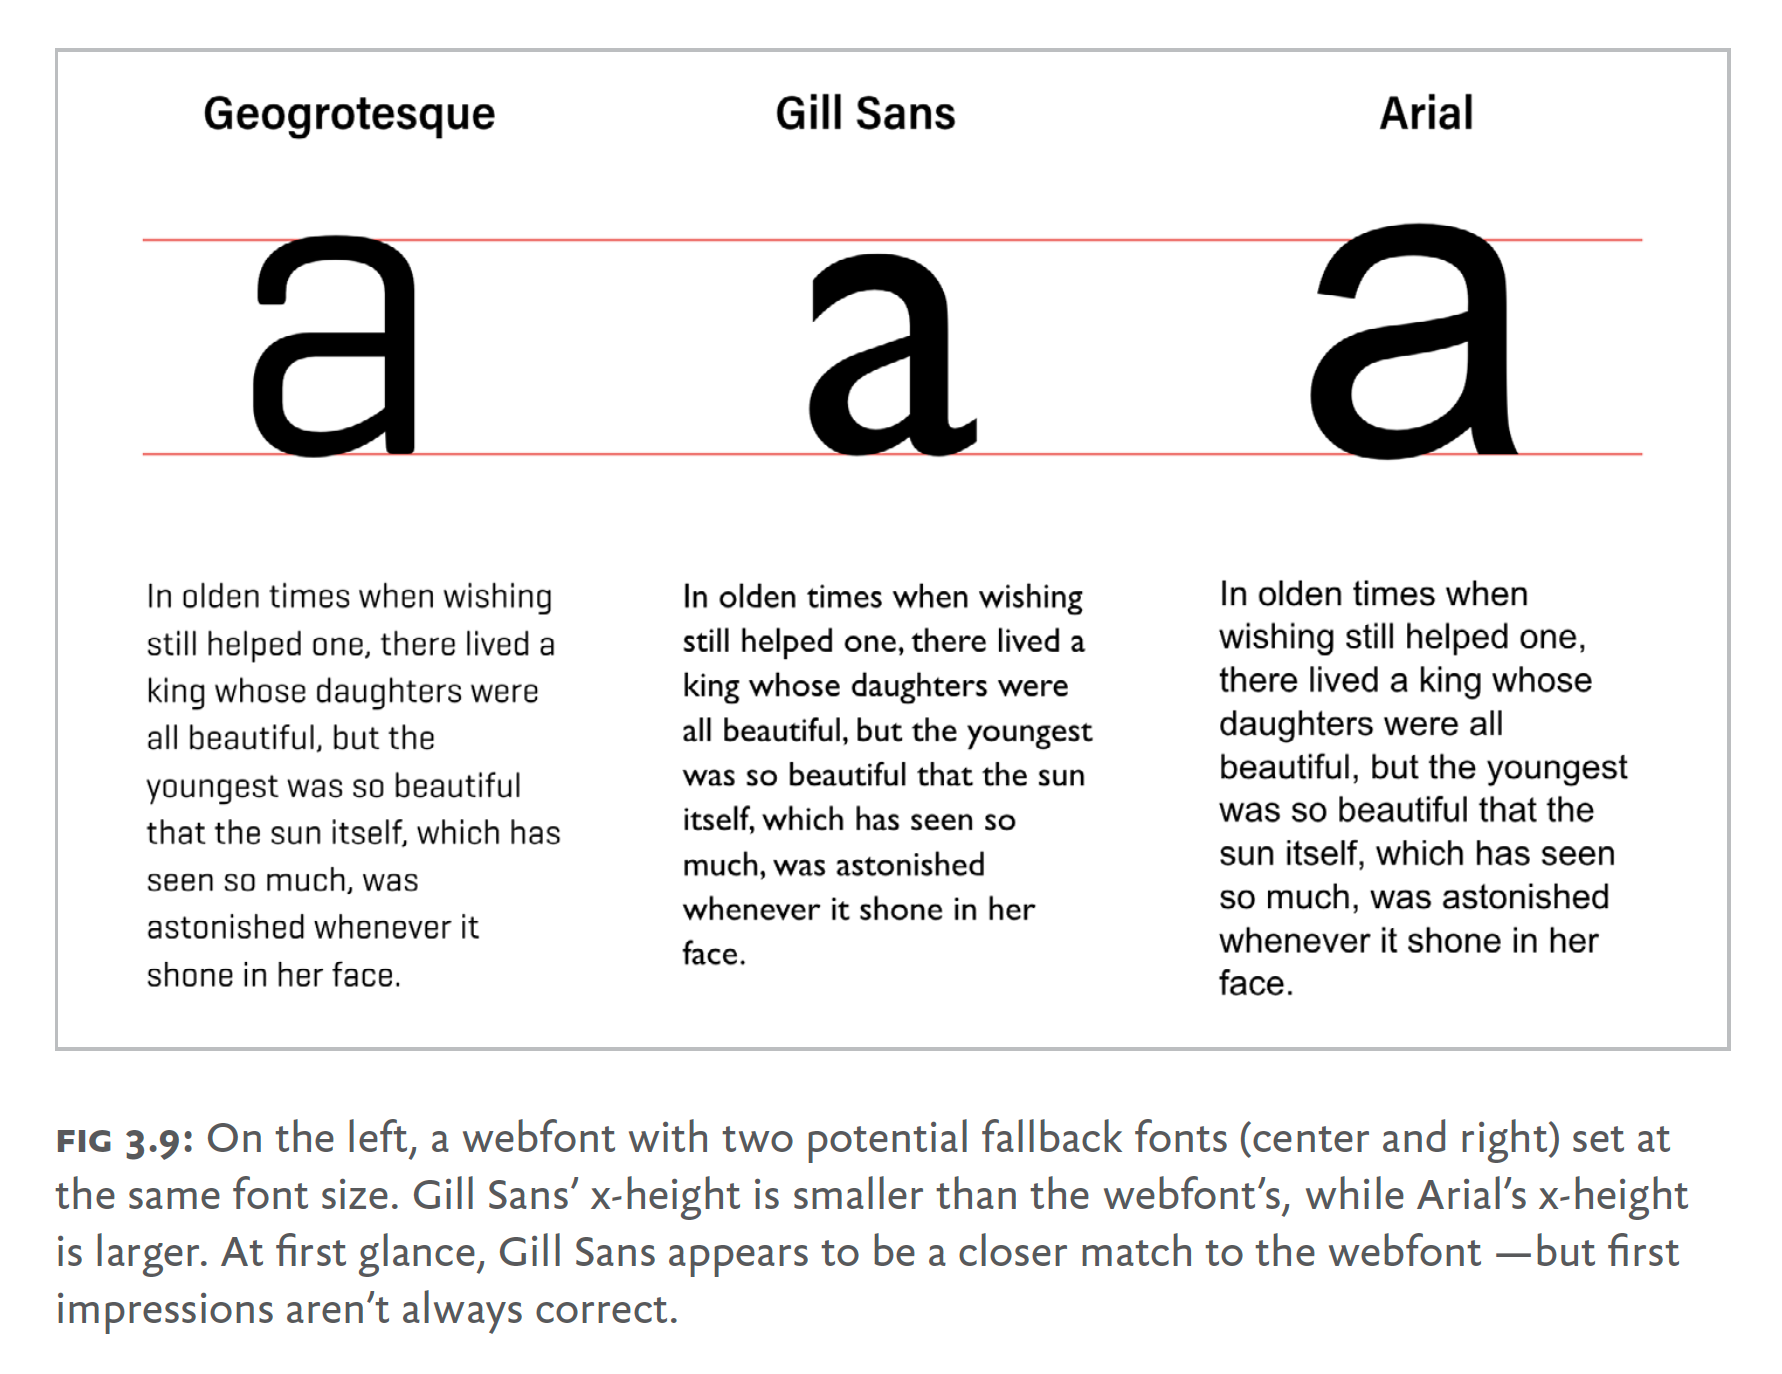 Geogrotesque
Gill Sans
Arial
a
a
a
In olden times when wishing
still helped one, there lived a
king whose daughters were
all beautiful, but the
youngest was so beautiful
that the sun itself, which has
seen so much, was
astonished whenever it
shone in her face.
In olden times when wishing
still helped one, there lived a
king whose daughters were
all beautiful, but the youngest
was so beautiful that the sun
itself, which has seen so
much, was astonished
whenever it shone in her
face.
In olden times when
wishing still helped one,
there lived a king whose
daughters were all
beautiful, but the youngest
was so beautiful that the
sun itself, which has seen
so much, was astonished
whenever it shone in her
face.
FIG 3.9: On the left, a webfont with two potential fallback fonts (center and right) set at
the same font size. Gill Sans’ x-height is smaller than the webfont’s, while Arial’s x-height
is larger. At first glance, Gill Sans appears to be a closer match to the webfont —but first
impressions aren’t always correct.